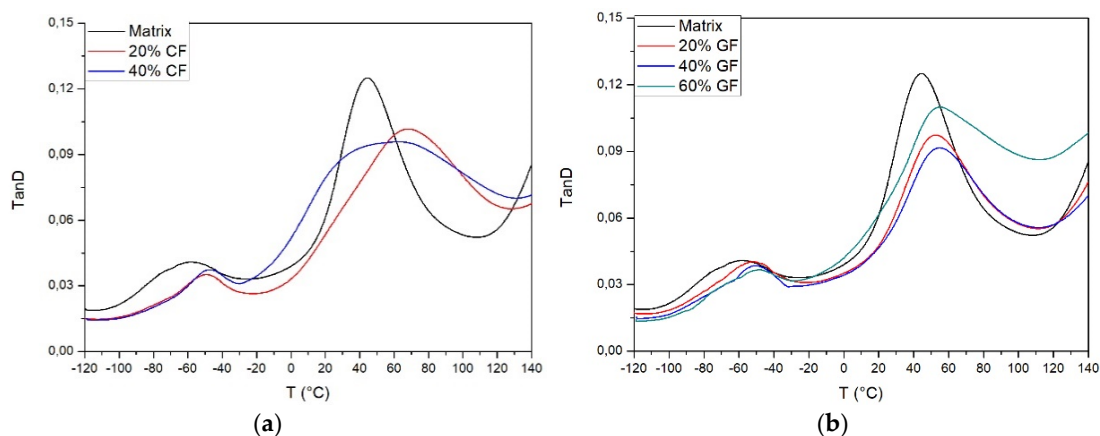 0,15
0,12
0,09
0,06
0,03
0,00
TanD
Matrix
20% CF
40% CF
-120 -100 -80 -60 -40 -20 0 20 40 60 80 100 120 140
T (°C)
(a)
0,15
0,12
0,09
0,06
0,03
0,00
TanD
Matrix
20% GF
40% GF
60% GF
-120 -100 -80 -60 -40 -20 0 20 40 60 80 100 120 140
T (°C)
(b)